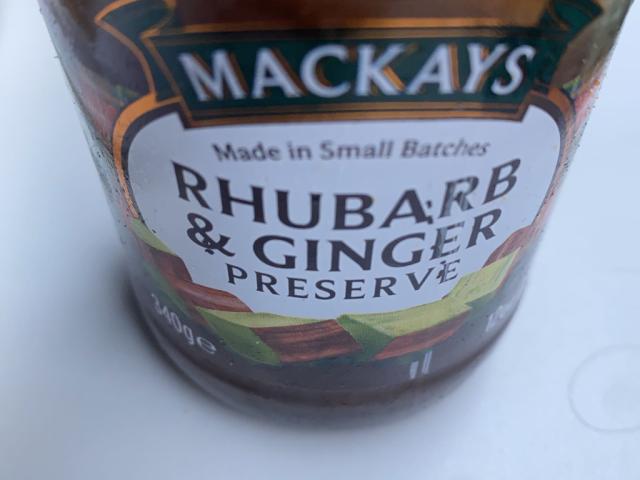 MACKAYS
Made in Small Batches
RHUBARB
& GINGER
PRESERVE
340g℮